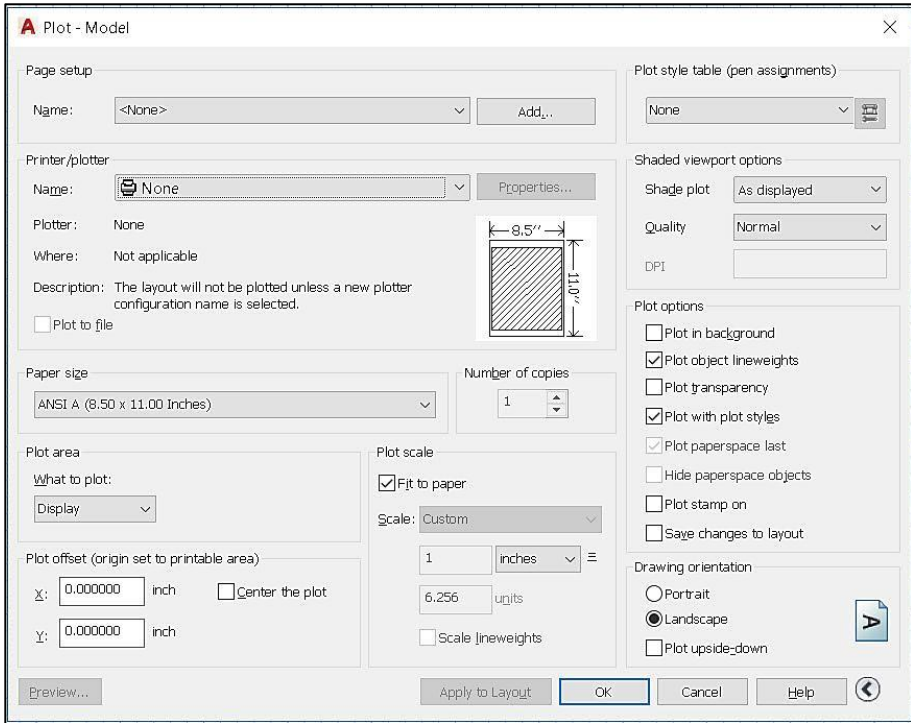 Plot - Model
Page setup
Name: <None> Add...
Printer/plotter
Name: None Properties...
Plotter: None
Where: Not applicable
Description: The layout will not be plotted unless a new plotter
configuration name is selected.
Plot to file
8.5″
11.0″
Paper size
ANSI A (8.50 x 11.00 Inches)
Number of copies
1
Plot area
What to plot:
Display
Plot offset (origin set to printable area)
X: 0.000000 inch Center the plot
Y: 0.000000 inch
Plot scale
Fit to paper
Scale: Custom
1 inches =
6.256 units
Scale lineweights
Plot style table (pen assignments)
None
Shaded viewport options
Shade plot As displayed
Quality Normal
DPI
Plot options
Plot in background
Plot object lineweights
Plot transparency
Plot with plot styles
Plot paperspace last
Hide paperspace objects
Plot stamp on
Save changes to layout
Drawing orientation
Portrait
Landscape
Plot upside-down
A
Preview... Apply to Layout OK Cancel Help